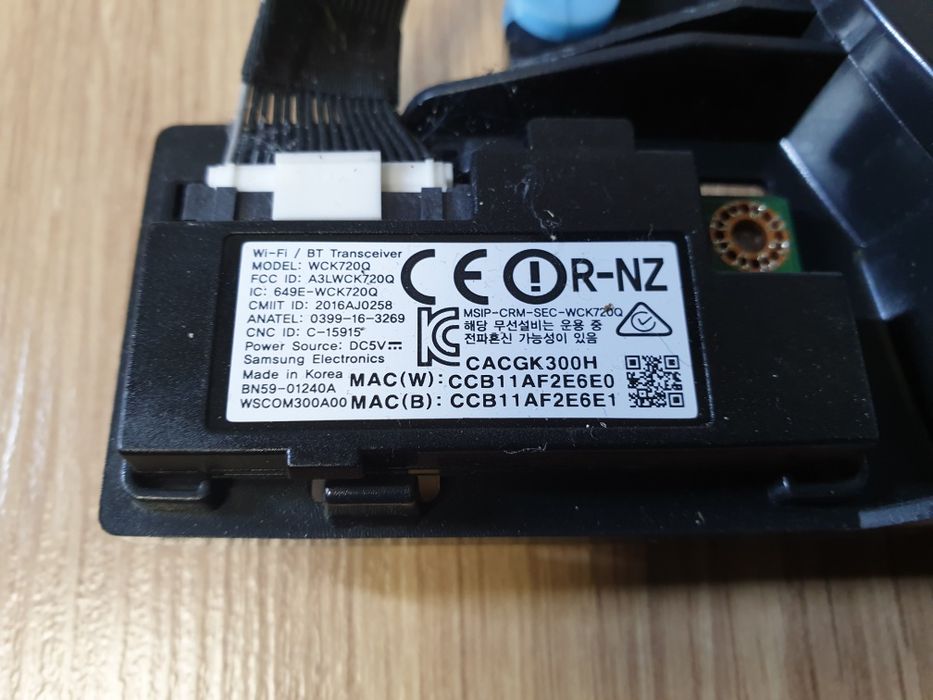 Wi-Fi / BT Transceiver
MODEL: WCK720Q
FCC ID: A3LWCK720Q
IC: 649E-WCK720Q
CMIIT ID: 2016AJ0258
ANATEL: 0399-16-3269
CNC ID: C-15915
Power Source: DC5V
Samsung Electronics
Made in Korea
BN59-01240A
WSCOM300A00
CE R-NZ
KC
MSIP-CRM-SEC-WCK720Q
해당 무선설비는 운용 중
전파혼신 가능성이 있음
CACGK300H
MAC(W): CCB11AF2E6E0
MAC(B): CCB11AF2E6E1